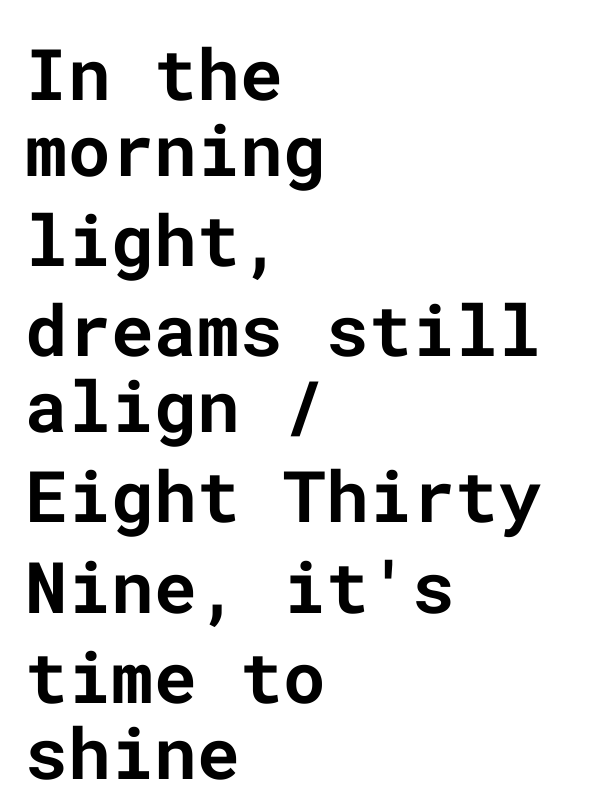 In the
morning
light,
dreams still
align /
Eight Thirty
Nine, it's
time to
shine